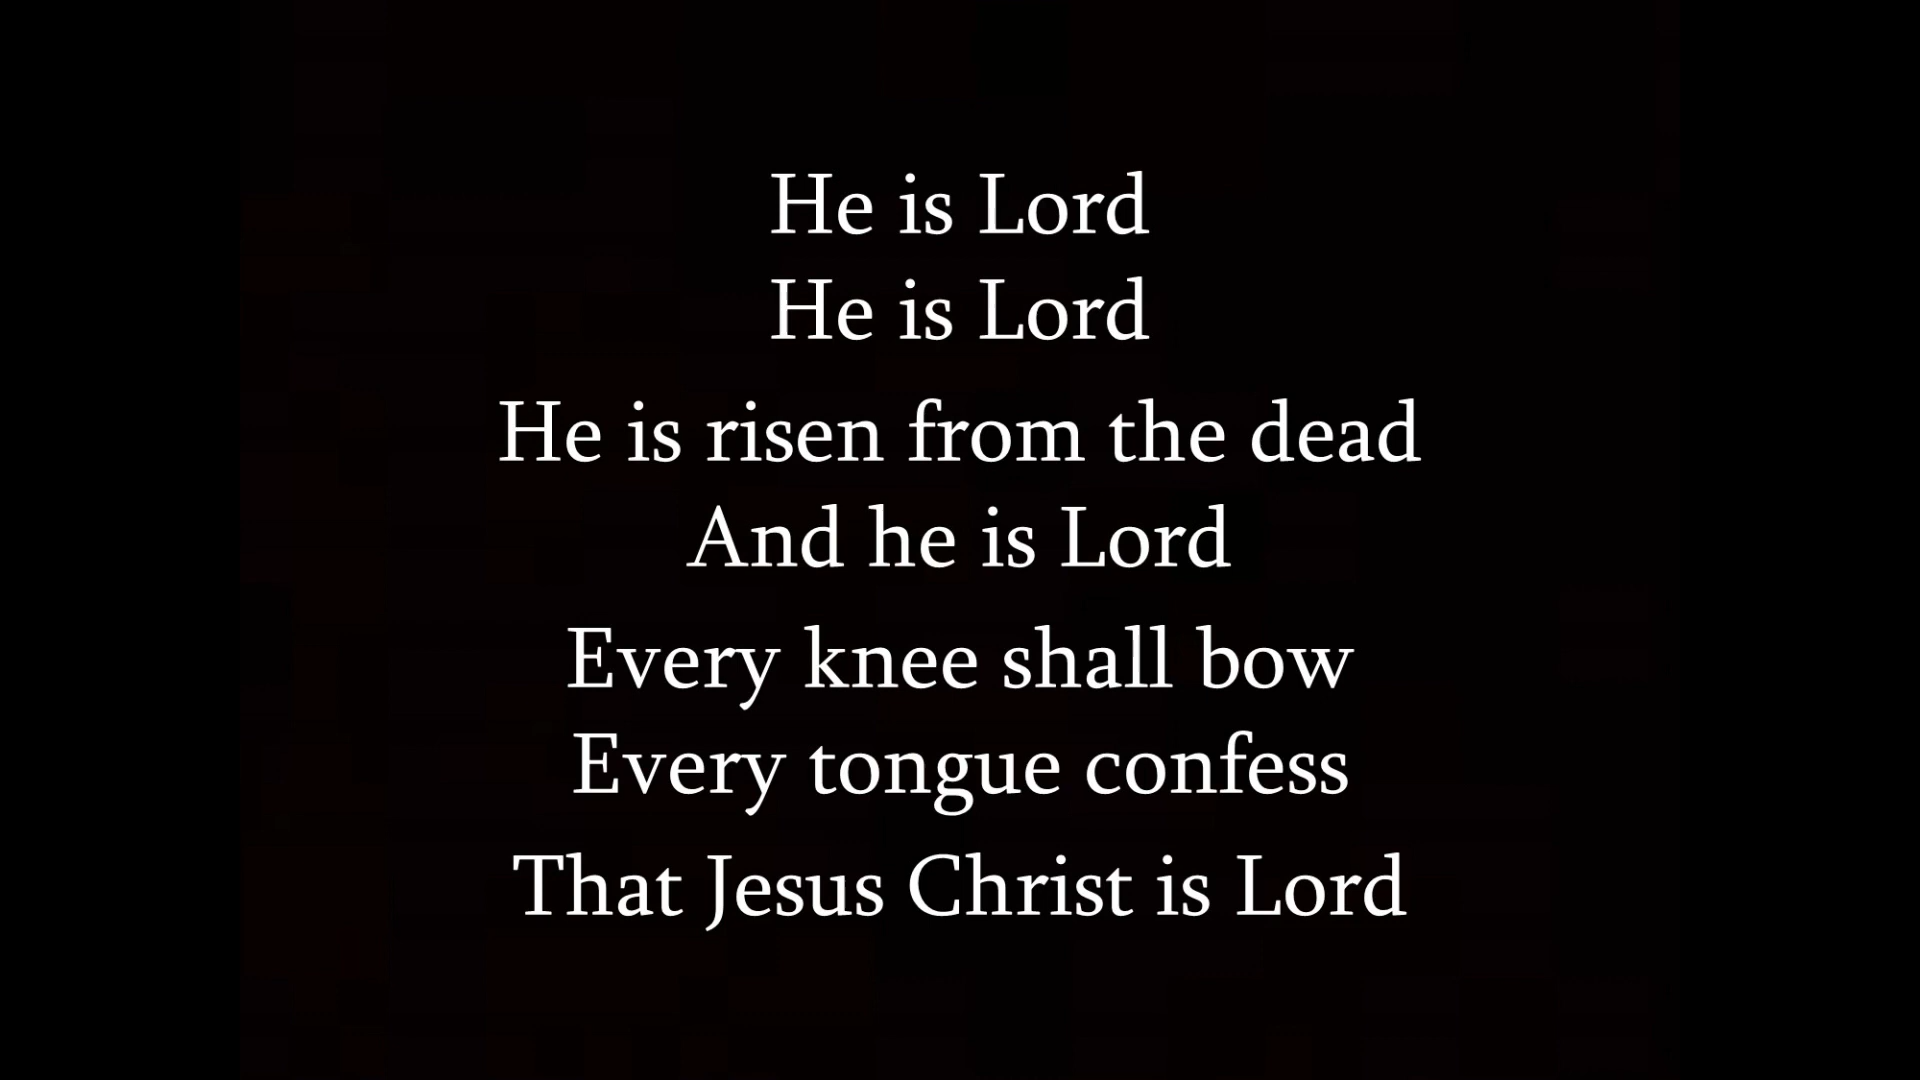 He is Lord
He is Lord
He is risen from the dead
And he is Lord
Every knee shall bow
Every tongue confess
That Jesus Christ is Lord